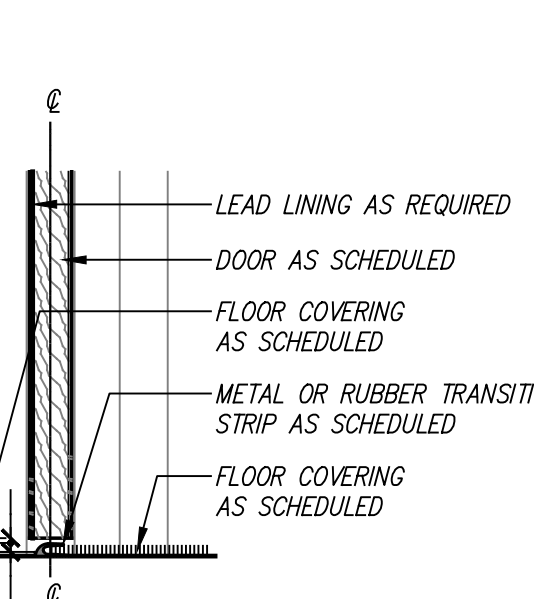 ℄
LEAD LINING AS REQUIRED
DOOR AS SCHEDULED
FLOOR COVERING
AS SCHEDULED
METAL OR RUBBER TRANSITI
STRIP AS SCHEDULED
FLOOR COVERING
AS SCHEDULED
℄